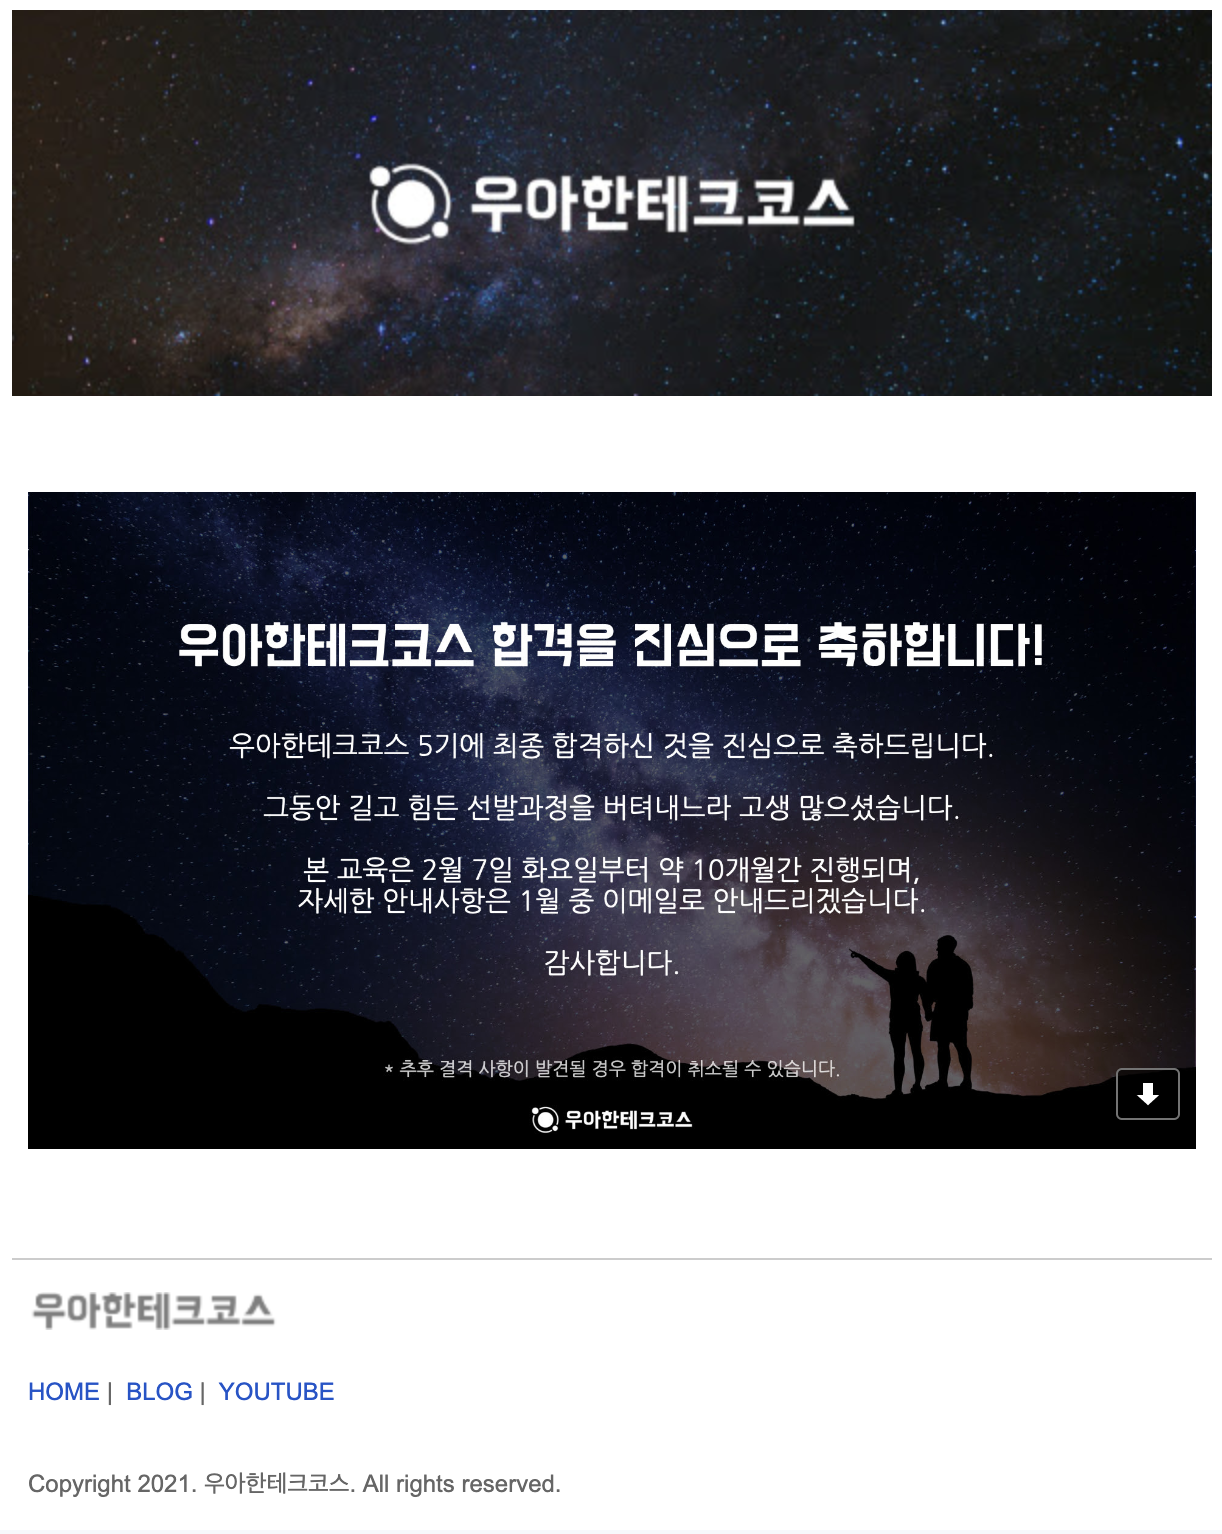 우아한테크코스
우아한테크코스 합격을 진심으로 축하합니다!
우아한테크코스 5기에 최종 합격하신 것을 진심으로 축하드립니다.
그동안 길고 힘든 선발과정을 버텨내느라 고생 많으셨습니다.
본 교육은 2월 7일 화요일부터 약 10개월간 진행되며,
자세한 안내사항은 1월 중 이메일로 안내드리겠습니다.
감사합니다.
* 추후 결격 사항이 발견될 경우 합격이 취소될 수 있습니다.
우아한테크코스
우아한테크코스
HOME | BLOG | YOUTUBE
Copyright 2021. 우아한테크코스. All rights reserved.